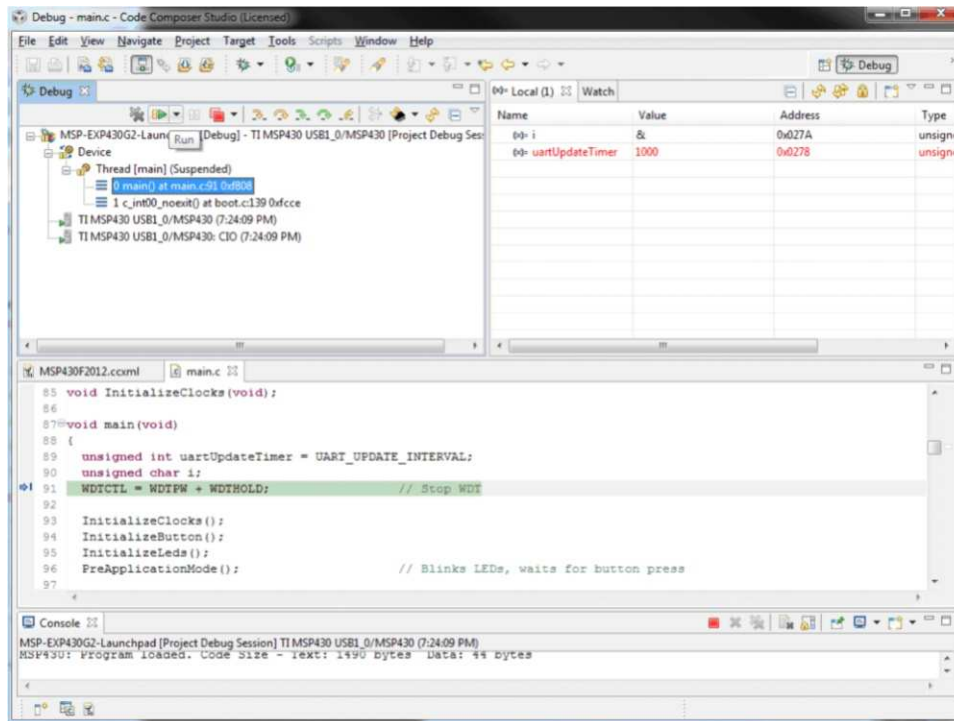 Debug - main.c - Code Composer Studio (Licensed)
File Edit View Navigate Project Target Tools Scripts Window Help
Debug
Debug
Run
MSP-EXP430G2-Laun [Debug] - TI MSP430 USB1_0/MSP430 [Project Debug Ses
Device
Thread [main] (Suspended)
0 main() at main.c:91 0xf808
1 c_int00_noexit() at boot.c:139 0xfcce
TI MSP430 USB1_0/MSP430 (7:24:09 PM)
TI MSP430 USB1_0/MSP430: CIO (7:24:09 PM)
(x)= Local (1) Watch
Name Value Address Type
(x)= i & 0x027A unsign
(x)= uartUpdateTimer 1000 0x0278 unsign
MSP430F2012.ccxml main.c
85 void InitializeClocks(void);
86
87 void main(void)
88 {
89 unsigned int uartUpdateTimer = UART_UPDATE_INTERVAL;
90 unsigned char i;
91 WDTCTL = WDTPW + WDTHOLD; // Stop WDT
92
93 InitializeClocks();
94 InitializeButton();
95 InitializeLeds();
96 PreApplicationMode(); // Blinks LEDs, waits for button press
97
Console
MSP-EXP430G2-Launchpad [Project Debug Session] TI MSP430 USB1_0/MSP430 (7:24:09 PM)
MSP430: Program loaded. Code Size - Text: 1490 bytes Data: 44 bytes